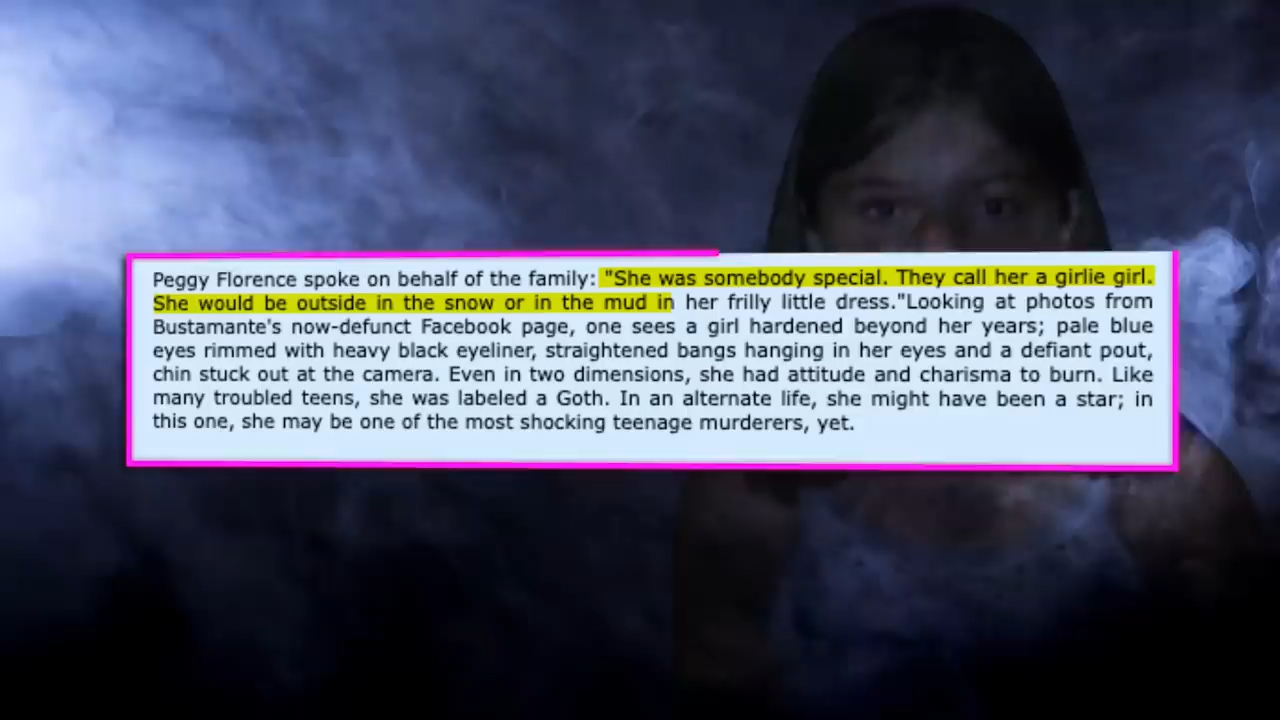 Peggy Florence spoke on behalf of the family: "She was somebody special. They call her a girlie girl.
She would be outside in the snow or in the mud in her frilly little dress."Looking at photos from
Bustamante's now-defunct Facebook page, one sees a girl hardened beyond her years; pale blue
eyes rimmed with heavy black eyeliner, straightened bangs hanging in her eyes and a defiant pout,
chin stuck out at the camera. Even in two dimensions, she had attitude and charisma to burn. Like
many troubled teens, she was labeled a Goth. In an alternate life, she might have been a star; in
this one, she may be one of the most shocking teenage murderers, yet.